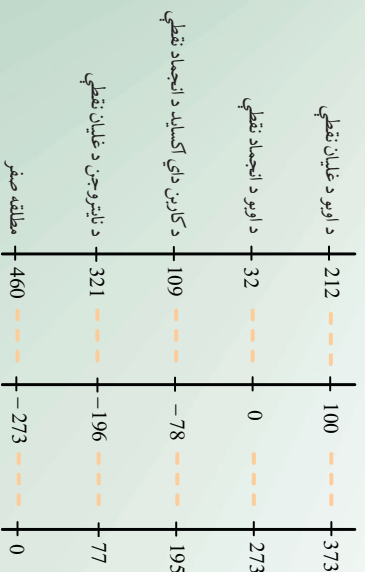 د اوبو د غلیان نقطې 212 100 373
د اوبو د انجماد نقطې 32 0 273
د کاربن داي اکساید د انجماد نقطې 109 −78 195
د نایتروجن د غلیان نقطې 321 −196 77
مطلقه صفر 460 −273 0